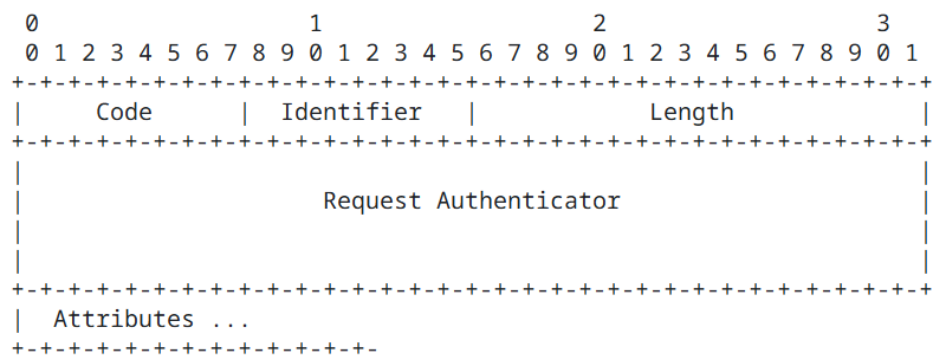 0                   1                   2                   3
 0 1 2 3 4 5 6 7 8 9 0 1 2 3 4 5 6 7 8 9 0 1 2 3 4 5 6 7 8 9 0 1
+-+-+-+-+-+-+-+-+-+-+-+-+-+-+-+-+-+-+-+-+-+-+-+-+-+-+-+-+-+-+-+-+
|     Code      |  Identifier   |            Length             |
+-+-+-+-+-+-+-+-+-+-+-+-+-+-+-+-+-+-+-+-+-+-+-+-+-+-+-+-+-+-+-+-+
|                                                               |
|                     Request Authenticator                     |
|                                                               |
|                                                               |
+-+-+-+-+-+-+-+-+-+-+-+-+-+-+-+-+-+-+-+-+-+-+-+-+-+-+-+-+-+-+-+-+
|  Attributes ...
+-+-+-+-+-+-+-+-+-+-+-+-+-